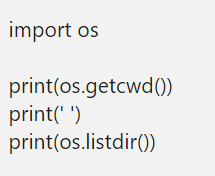 import os
print(os.getcwd())
print(' ')
print(os.listdir())